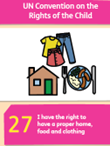 UN Convention on the
Rights of the Child
27
I have the right to
have a proper home,
food and clothing